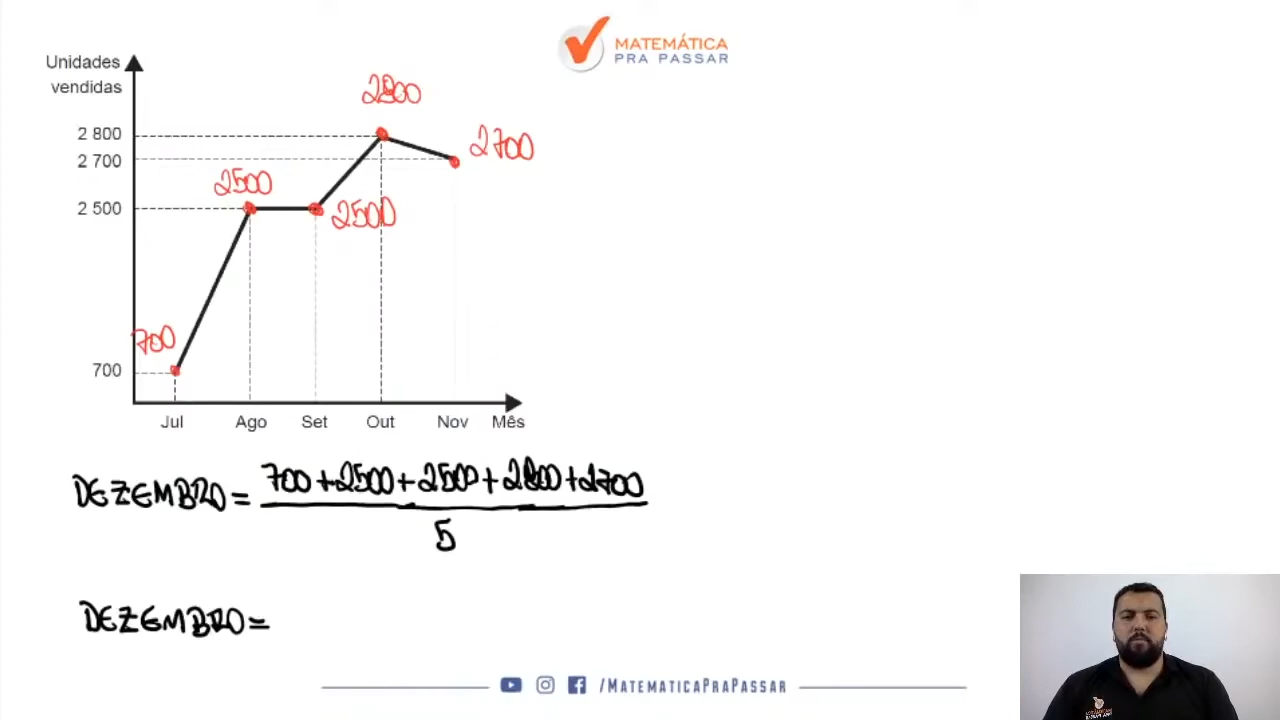 MATEMÁTICA
PRA PASSAR
Unidades
vendidas
2800
2 800
2700
2 700
2500
2 500
2500
700
700
Jul Ago Set Out Nov Mês
DEZEMBRO = 700+2500+2500+2800+2700
5
DEZEMBRO =
/MATEMATICAPRAPASSAR